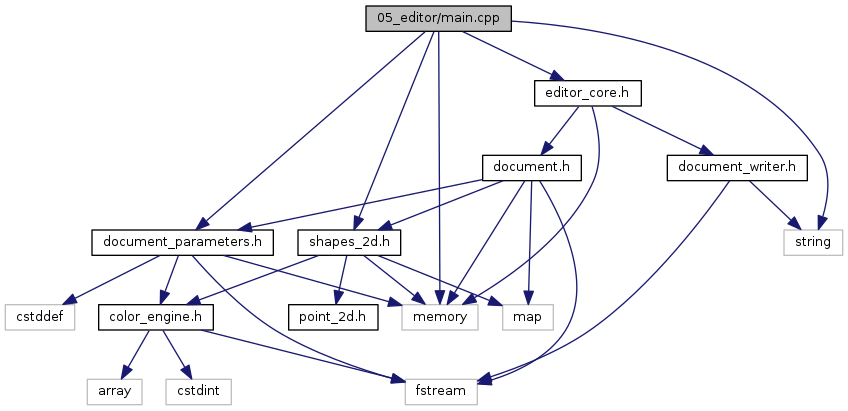 05_editor/main.cpp
editor_core.h
document.h
document_writer.h
document_parameters.h
shapes_2d.h
string
cstddef
color_engine.h
point_2d.h
memory
map
array
cstdint
fstream